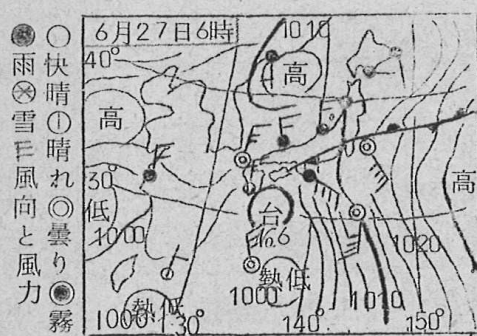 ○快晴⦶晴れ◎曇り◉霧
●雨⊗雪 風向と風力
6月27日6時
1010
40°
高
高
30°
低
高
台
No.6
1000
1020
熱低
熱低
1000
1010
1000
130°
140°
150°